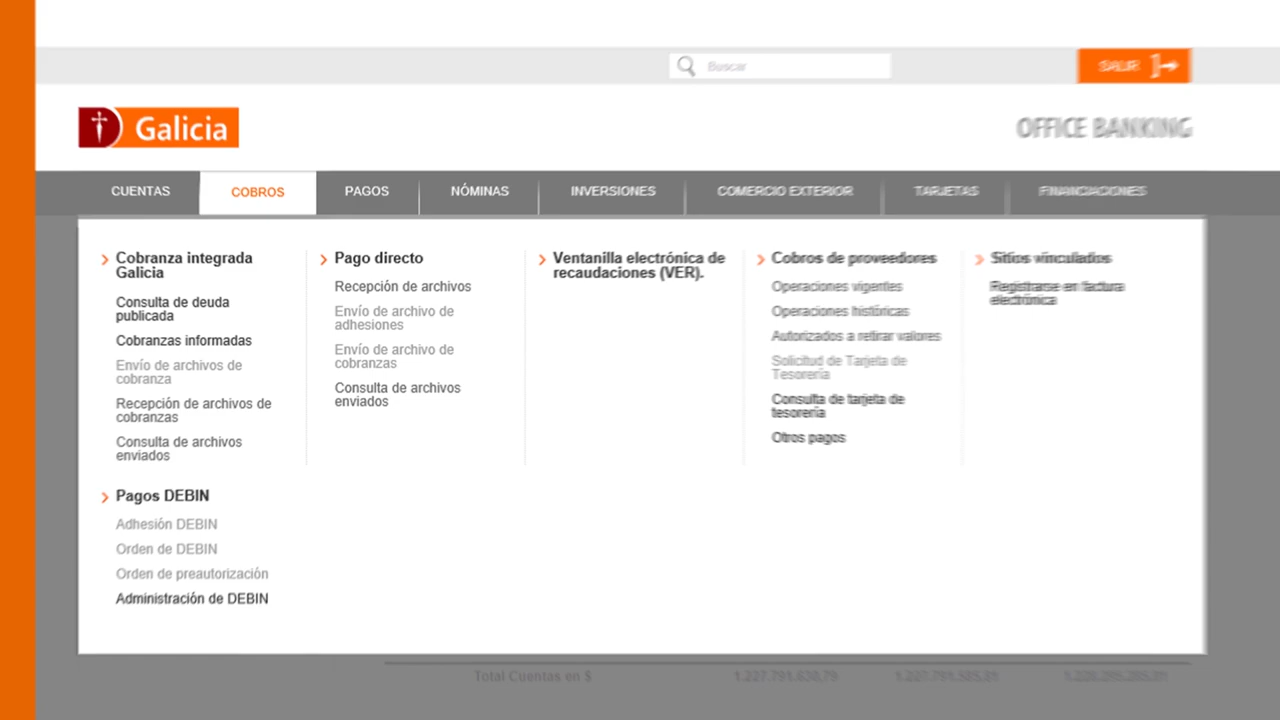 Buscar
SALIR
Galicia
OFFICE BANKING
CUENTAS
COBROS
PAGOS
NÓMINAS
INVERSIONES
COMERCIO EXTERIOR
TARJETAS
FINANCIACIONES
Cobranza integrada
Galicia
Consulta de deuda
publicada
Cobranzas informadas
Envío de archivos de
cobranza
Recepción de archivos de
cobranzas
Consulta de archivos
enviados
Pago directo
Recepción de archivos
Envío de archivo de
adhesiones
Envío de archivo de
cobranzas
Consulta de archivos
enviados
Ventanilla electrónica de
recaudaciones (VER).
Cobros de proveedores
Operaciones vigentes
Operaciones históricas
Autorizados a retirar valores
Solicitud de Tarjeta de
Tesorería
Consulta de tarjeta de
tesorería
Otros pagos
Sitios vinculados
Registrarse en factura
electrónica
Pagos DEBIN
Adhesión DEBIN
Orden de DEBIN
Orden de preautorización
Administración de DEBIN
Total Cuentas en $